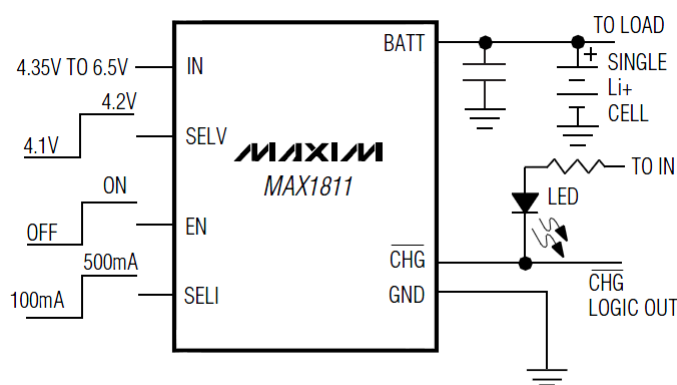 4.35V TO 6.5V
IN
4.2V
4.1V
SELV
ON
OFF
EN
500mA
100mA
SELI
MAXIM
MAX1811
BATT
TO LOAD
+
SINGLE
Li+
CELL
TO IN
LED
CHG
CHG
LOGIC OUT
GND